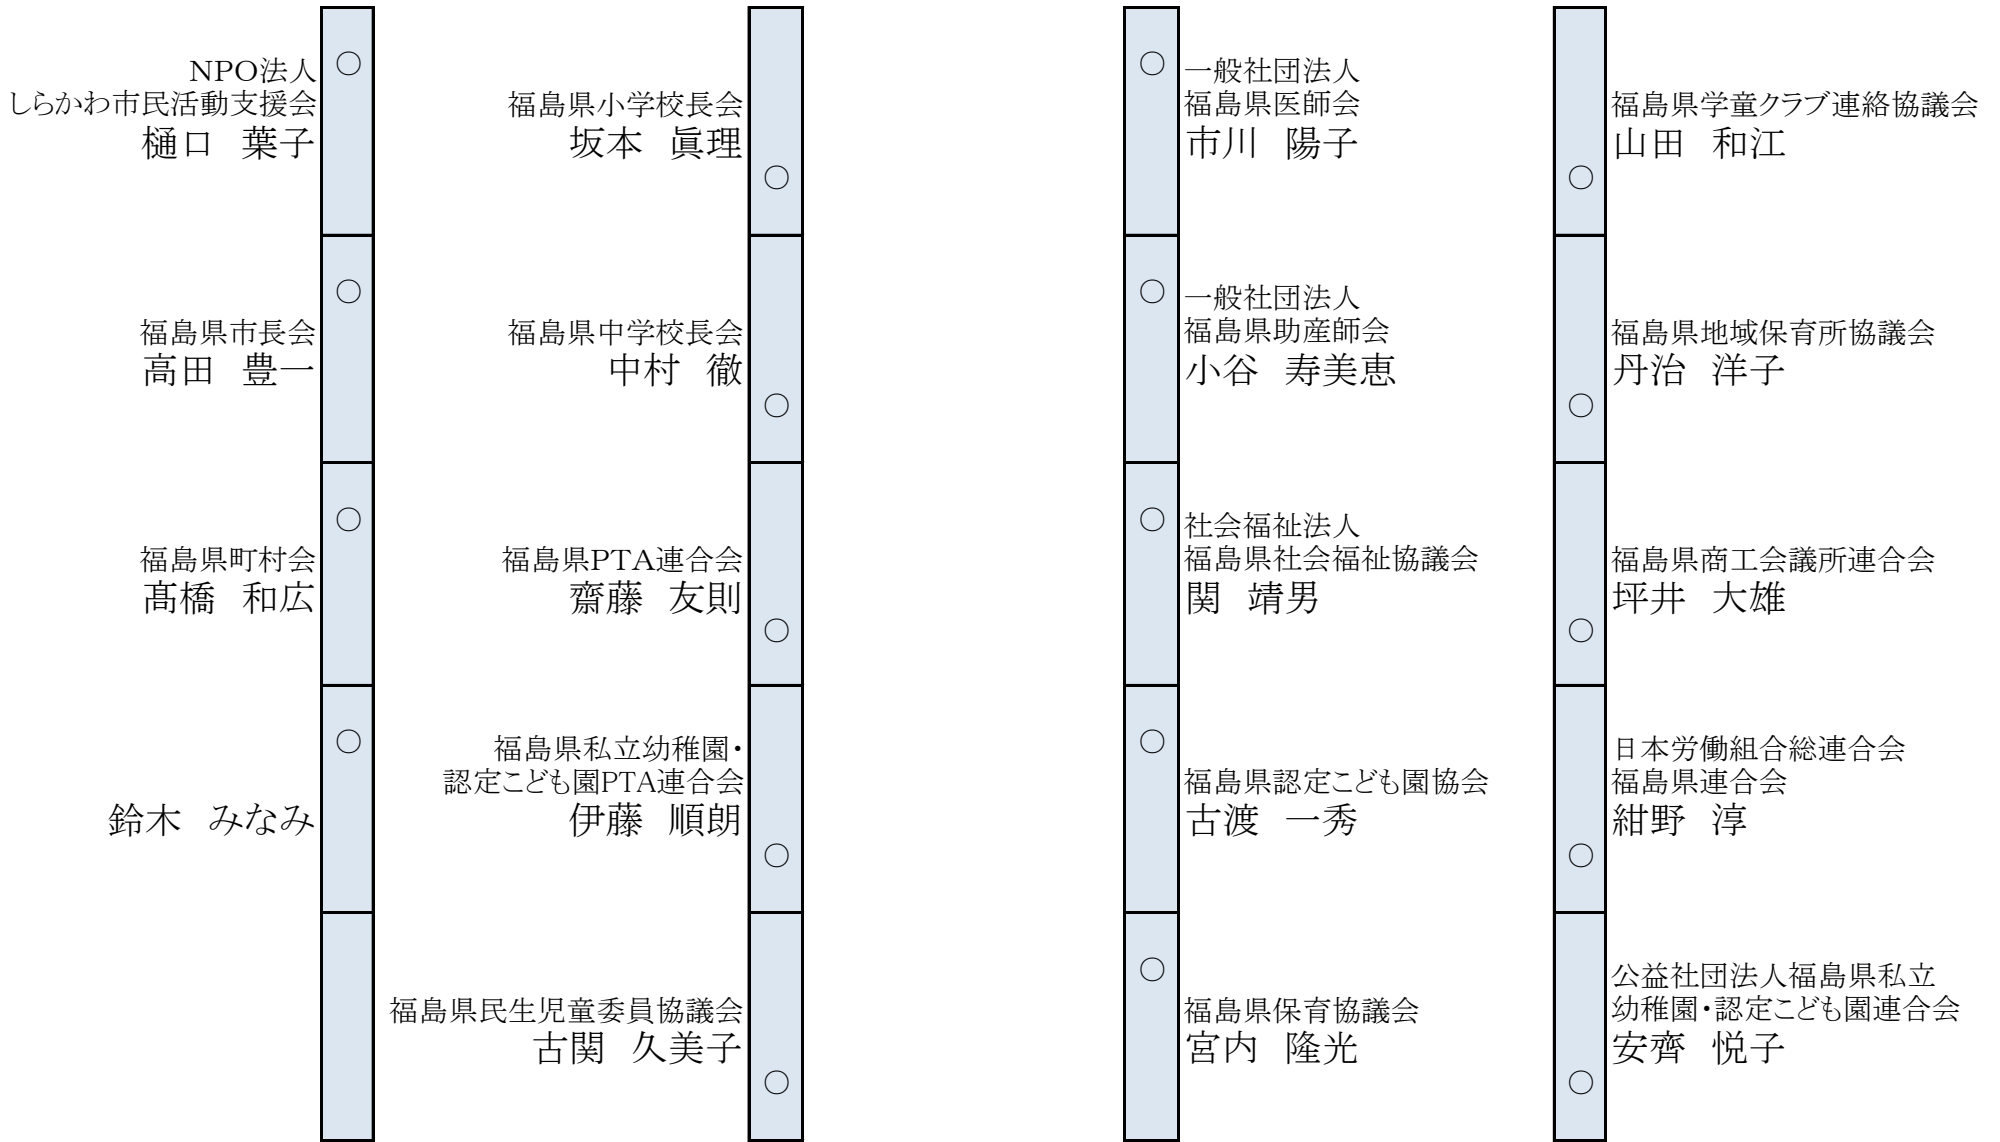 NPO法人
しらかわ市民活動支援会
樋口　葉子
福島県市長会
高田　豊一
福島県町村会
髙橋　和広
鈴木　みなみ
福島県小学校長会
坂本　眞理
福島県中学校長会
中村　徹
福島県PTA連合会
齋藤　友則
福島県私立幼稚園・
認定こども園PTA連合会
伊藤　順朗
福島県民生児童委員協議会
古関　久美子
一般社団法人
福島県医師会
市川　陽子
一般社団法人
福島県助産師会
小谷　寿美恵
社会福祉法人
福島県社会福祉協議会
関　靖男
福島県認定こども園協会
古渡　一秀
福島県保育協議会
宮内　隆光
福島県学童クラブ連絡協議会
山田　和江
福島県地域保育所協議会
丹治　洋子
福島県商工会議所連合会
坪井　大雄
日本労働組合総連合会
福島県連合会
紺野　淳
公益社団法人福島県私立
幼稚園・認定こども園連合会
安齊　悦子